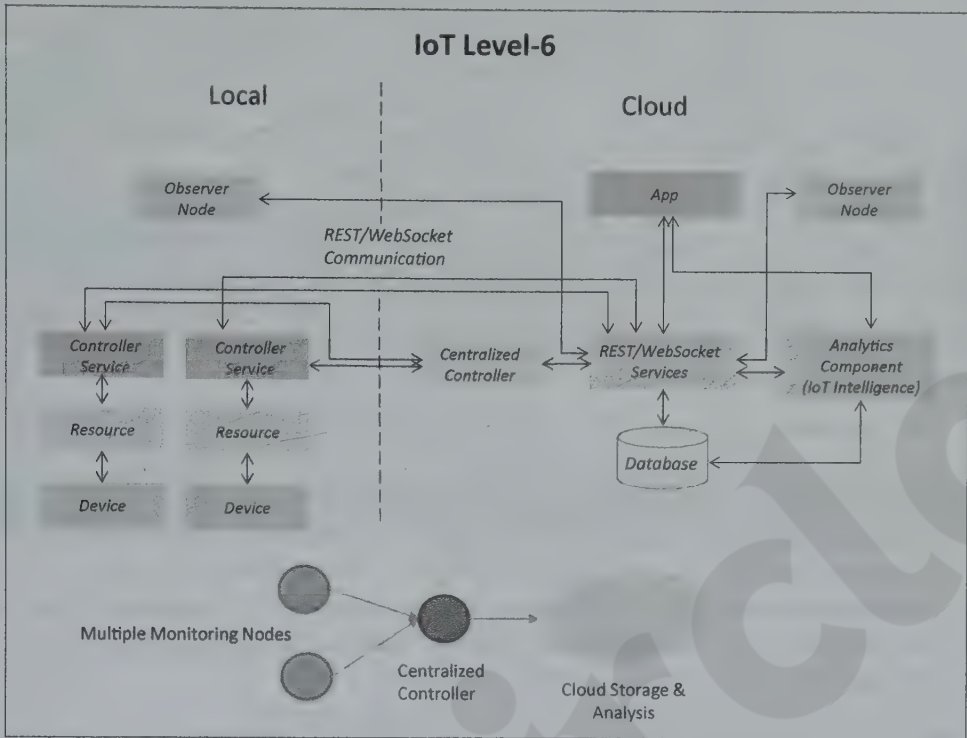 IoT Level-6
Local
Cloud
Observer
Node
App
Observer
Node
REST/WebSocket
Communication
Controller
Service
Controller
Service
Centralized
Controller
REST/WebSocket
Services
Analytics
Component
(IoT Intelligence)
Resource
Resource
Database
Device
Device
Multiple Monitoring Nodes
Centralized
Controller
Cloud Storage &
Analysis